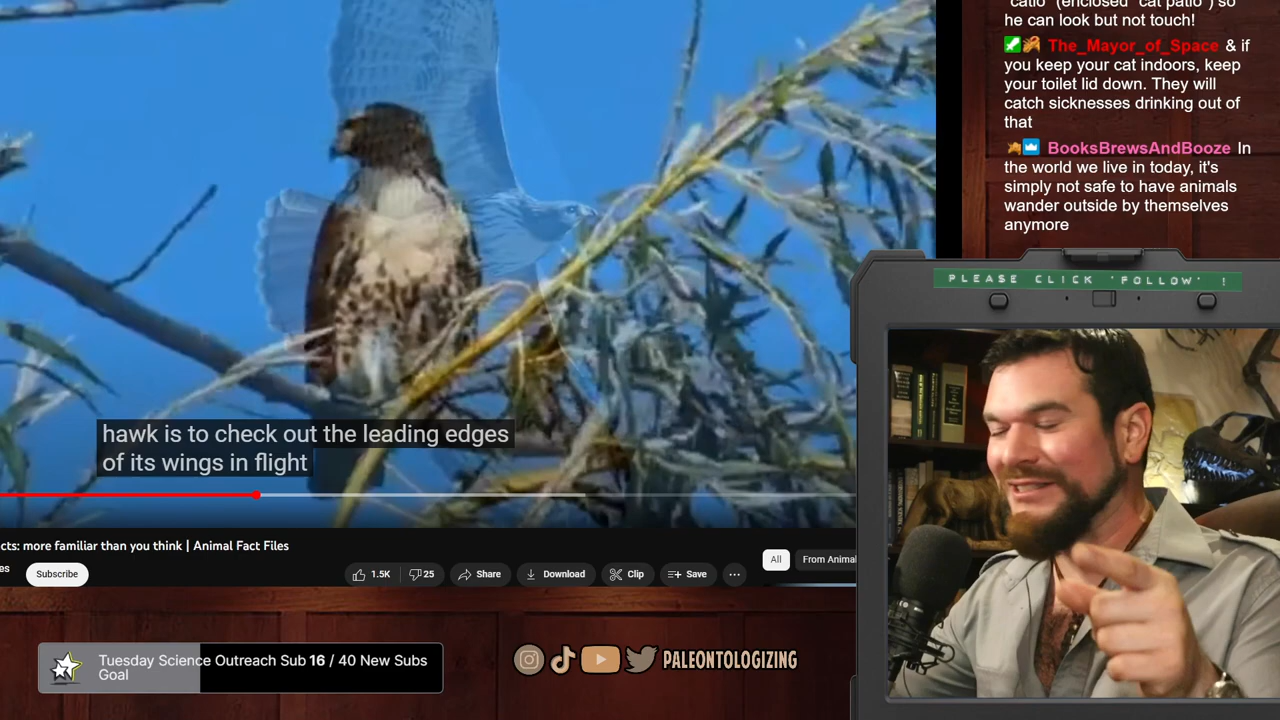 "catio" (enclosed "cat patio") so
he can look but not touch!
The_Mayor_of_Space & if
you keep your cat indoors, keep
your toilet lid down. They will
catch sicknesses drinking out of
that
BooksBrewsAndBooze In
the world we live in today, it's
simply not safe to have animals
wander outside by themselves
anymore
PLEASE CLICK 'FOLLOW' !
hawk is to check out the leading edges
of its wings in flight
cts: more familiar than you think | Animal Fact Files
es
Subscribe
1.5K
25
Share
Download
Clip
Save
All
From Animal
Tuesday Science Outreach Sub 16 / 40 New Subs
Goal
PALEONTOLOGIZING